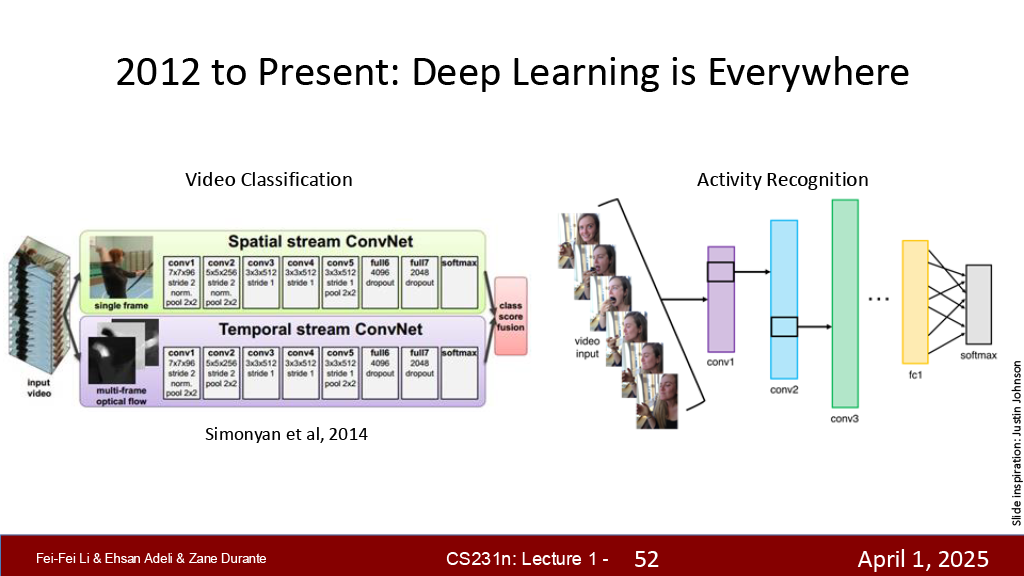 2012 to Present: Deep Learning is Everywhere
Video Classification
Activity Recognition
Spatial stream ConvNet
conv1
7x7x96
stride 2
norm.
pool 2x2
conv2
5x5x256
stride 2
norm.
pool 2x2
conv3
3x3x512
stride 1
conv4
3x3x512
stride 1
conv5
3x3x512
stride 1
pool 2x2
full6
4096
dropout
full7
2048
dropout
softmax
single frame
Temporal stream ConvNet
conv1
7x7x96
stride 2
norm.
pool 2x2
conv2
5x5x256
stride 2
pool 2x2
conv3
3x3x512
stride 1
conv4
3x3x512
stride 1
conv5
3x3x512
stride 1
pool 2x2
full6
4096
dropout
full7
2048
dropout
softmax
multi-frame
optical flow
input
video
class
score
fusion
Simonyan et al, 2014
video
input
conv1
conv2
conv3
...
fc1
softmax
Slide inspiration: Justin Johnson
Fei-Fei Li & Ehsan Adeli & Zane Durante
CS231n: Lecture 1 - 52
April 1, 2025